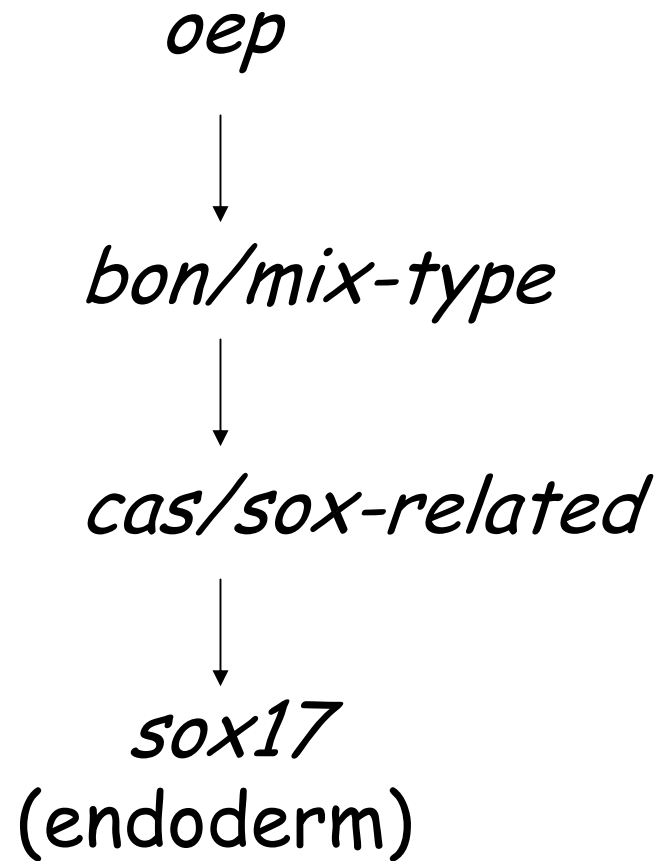 oep
bon/mix-type
cas/sox-related
sox17
(endoderm)